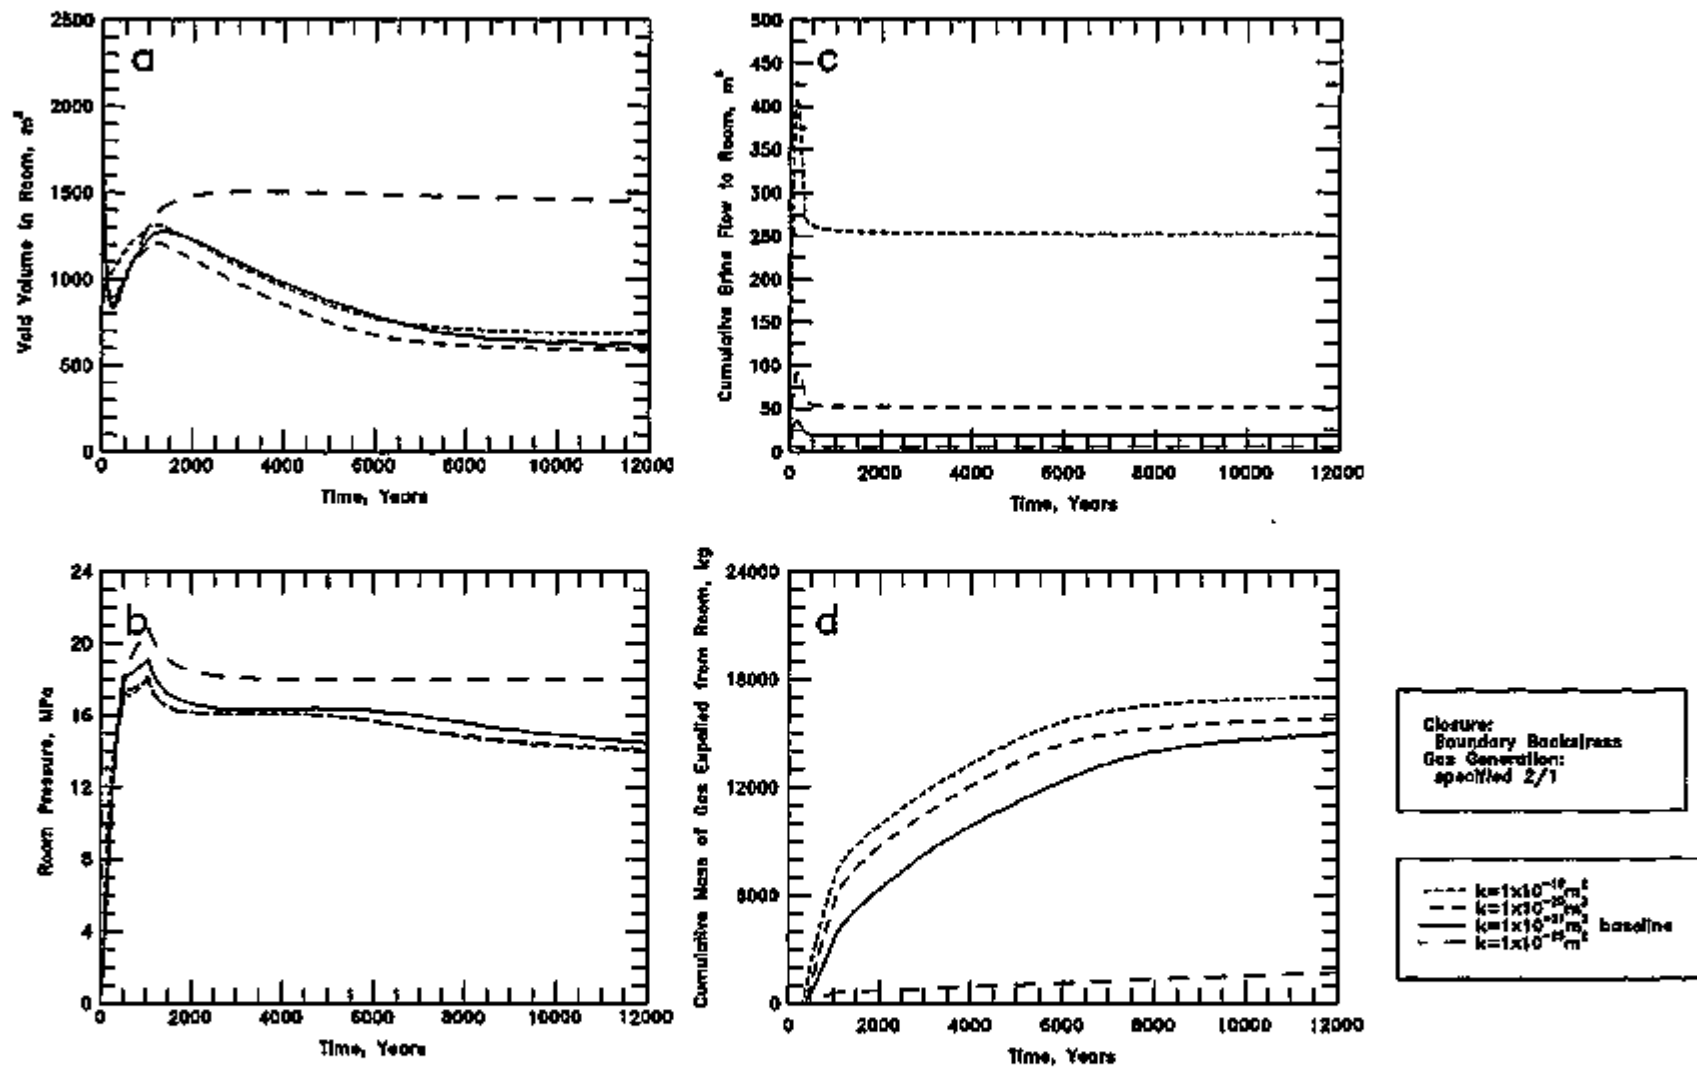 a
2500
2000
1500
1000
500
0
Void Volume in Room, m³
0 2000 4000 6000 8000 10000 12000
Time, Years
c
500
450
400
350
300
250
200
150
100
50
0
Cumulative Brine Flow to Room, m³
0 2000 4000 6000 8000 10000 12000
Time, Years
b
24
20
16
12
8
4
0
Room Pressure, MPa
0 2000 4000 6000 8000 10000 12000
Time, Years
d
24000
18000
12000
6000
0
Cumulative Mass of Gas Expelled from Room, kg
0 2000 4000 6000 8000 10000 12000
Time, Years
Closure:
Boundary Backstress
Gas Generation:
specified 2/1
k=1x10
k=1x10
k=1x10 baseline
k=1x10